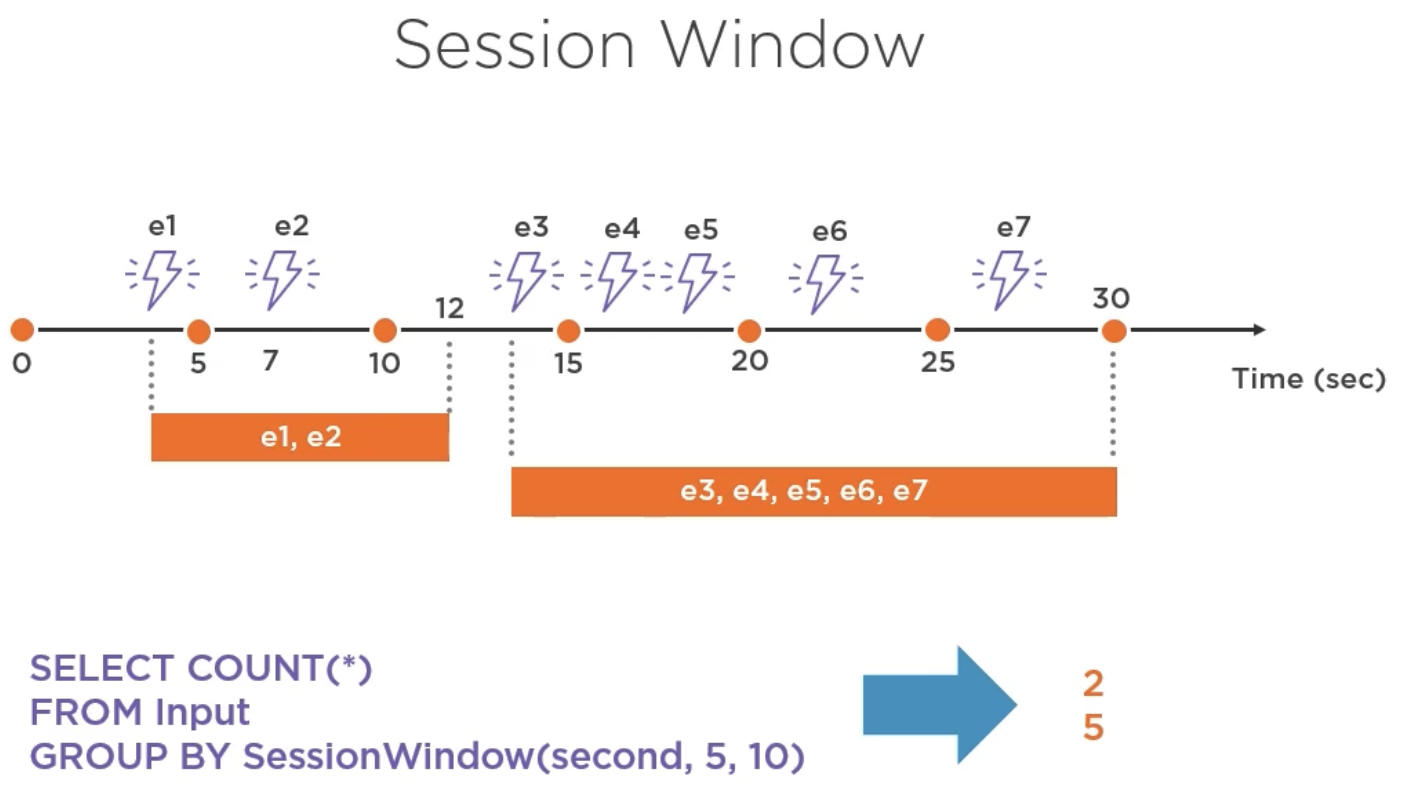 Session Window
e1 e2 e3 e4 e5 e6 e7
12 30
0 5 7 10 15 20 25
Time (sec)
e1, e2
e3, e4, e5, e6, e7
SELECT COUNT(*)
FROM Input
GROUP BY SessionWindow(second, 5, 10)
2
5